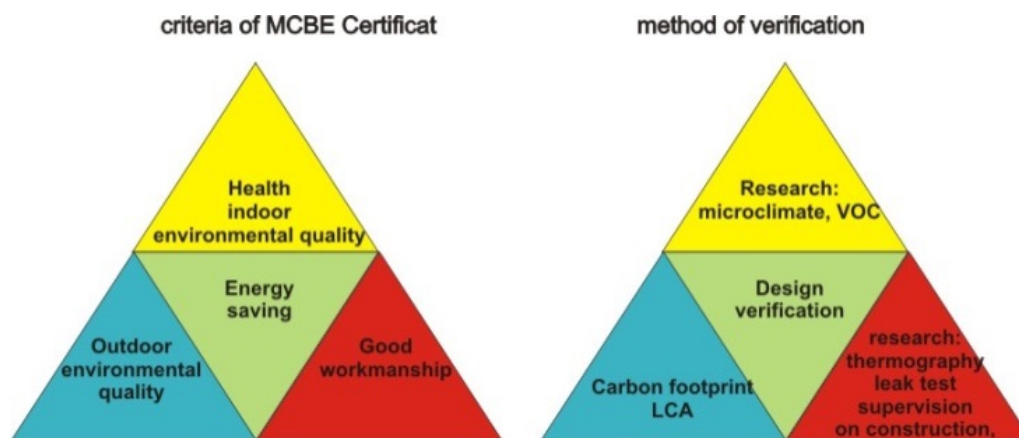 criteria of MCBE Certificat
Health
indoor
environmental quality
Energy
saving
Outdoor
environmental
quality
Good
workmanship
method of verification
Research:
microclimate, VOC
Design
verification
Carbon footprint
LCA
research:
thermography
leak test
supervision
on construction,